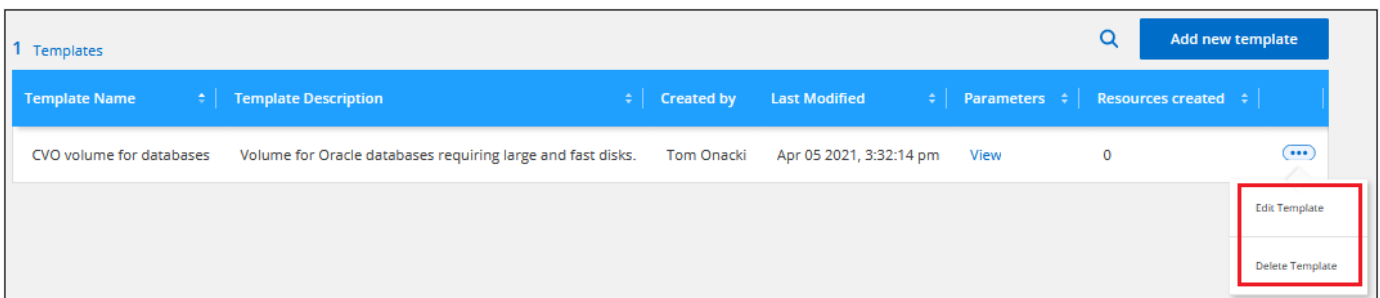 1 Templates
Add new template
Template Name Template Description Created by Last Modified Parameters Resources created
CVO volume for databases Volume for Oracle databases requiring large and fast disks. Tom Onacki Apr 05 2021, 3:32:14 pm View 0
Edit Template
Delete Template